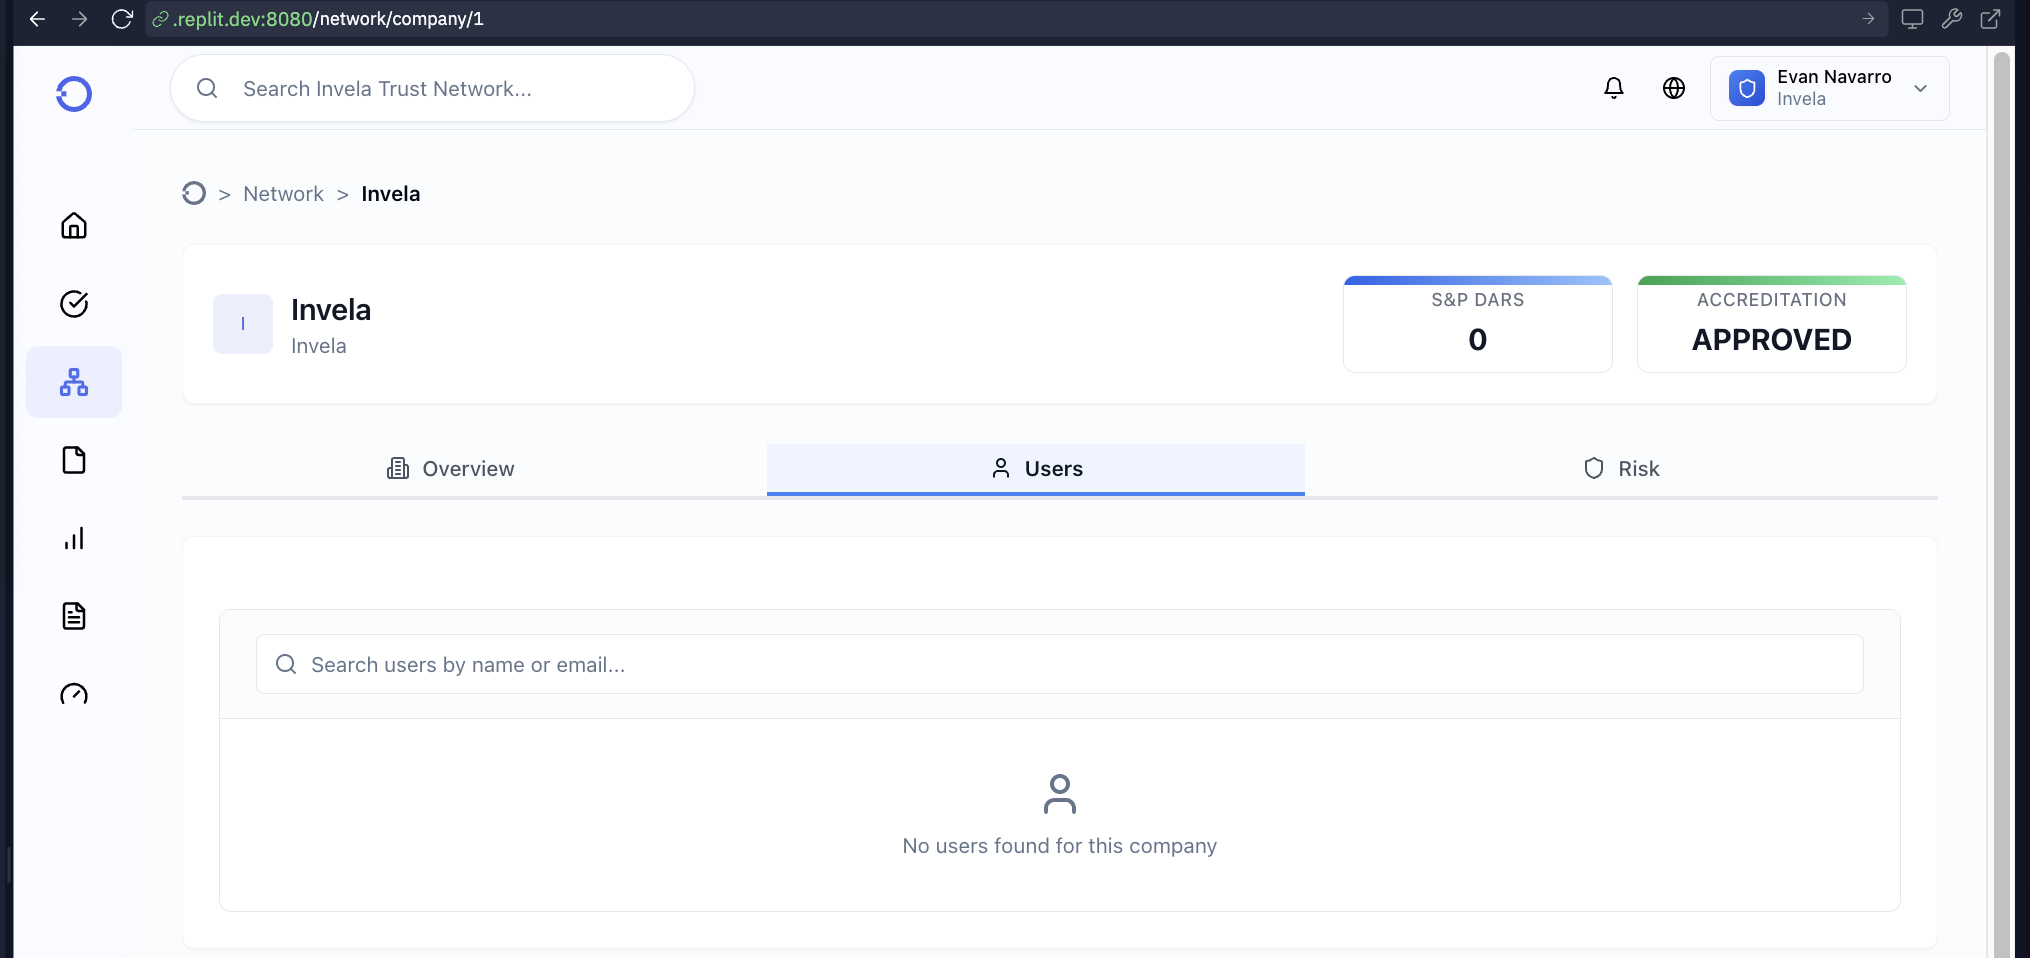 .replit.dev:8080/network/company/1
Search Invela Trust Network...
Evan Navarro
Invela
> Network > Invela
I
Invela
Invela
S&P DARS
0
ACCREDITATION
APPROVED
Overview
Users
Risk
Search users by name or email...
No users found for this company